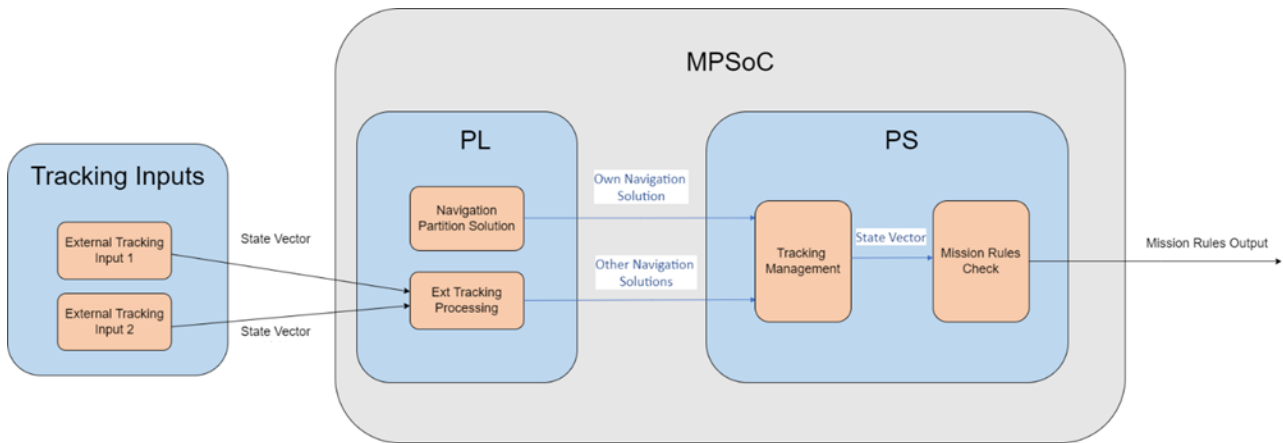 MPSoC
Tracking Inputs
External Tracking
Input 1
External Tracking
Input 2
State Vector
State Vector
PL
Navigation
Partition Solution
Ext Tracking
Processing
Own Navigation
Solution
Other Navigation
Solutions
PS
Tracking
Management
State Vector
Mission Rules
Check
Mission Rules Output